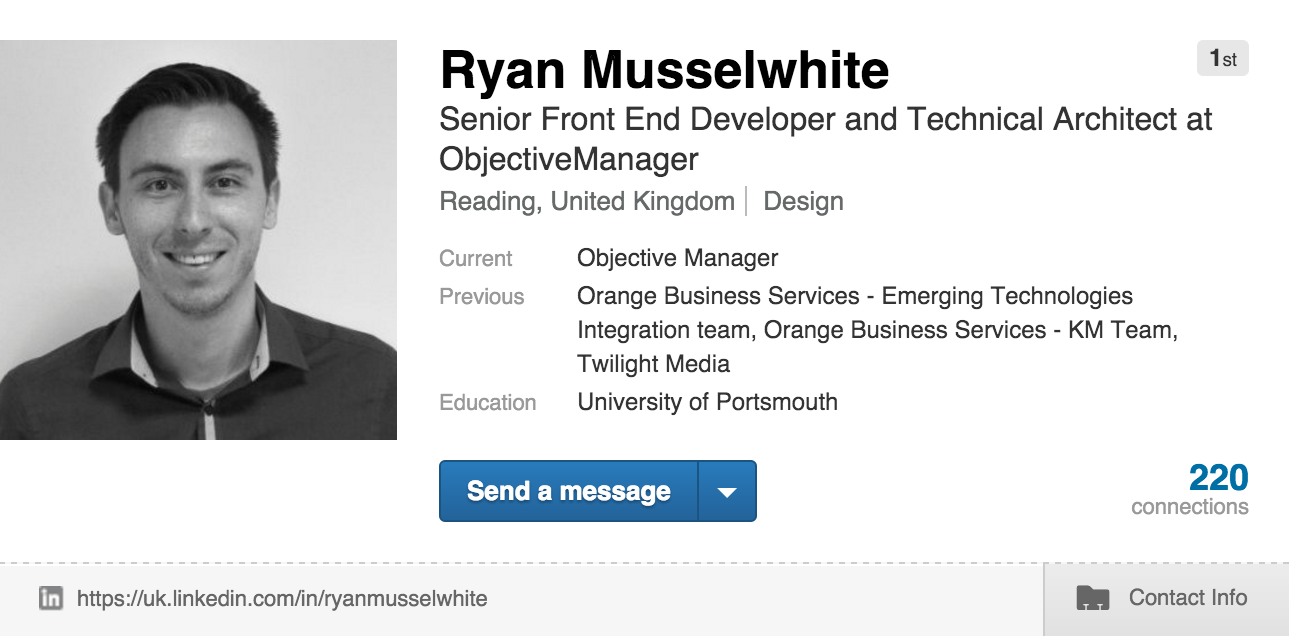 Ryan Musselwhite
1st
Senior Front End Developer and Technical Architect at
ObjectiveManager
Reading, United Kingdom
Design
Current
Objective Manager
Previous
Orange Business Services - Emerging Technologies
Integration team, Orange Business Services - KM Team,
Twilight Media
Education
University of Portsmouth
Send a message
220
connections
in
https://uk.linkedin.com/in/ryanmusselwhite
Contact Info